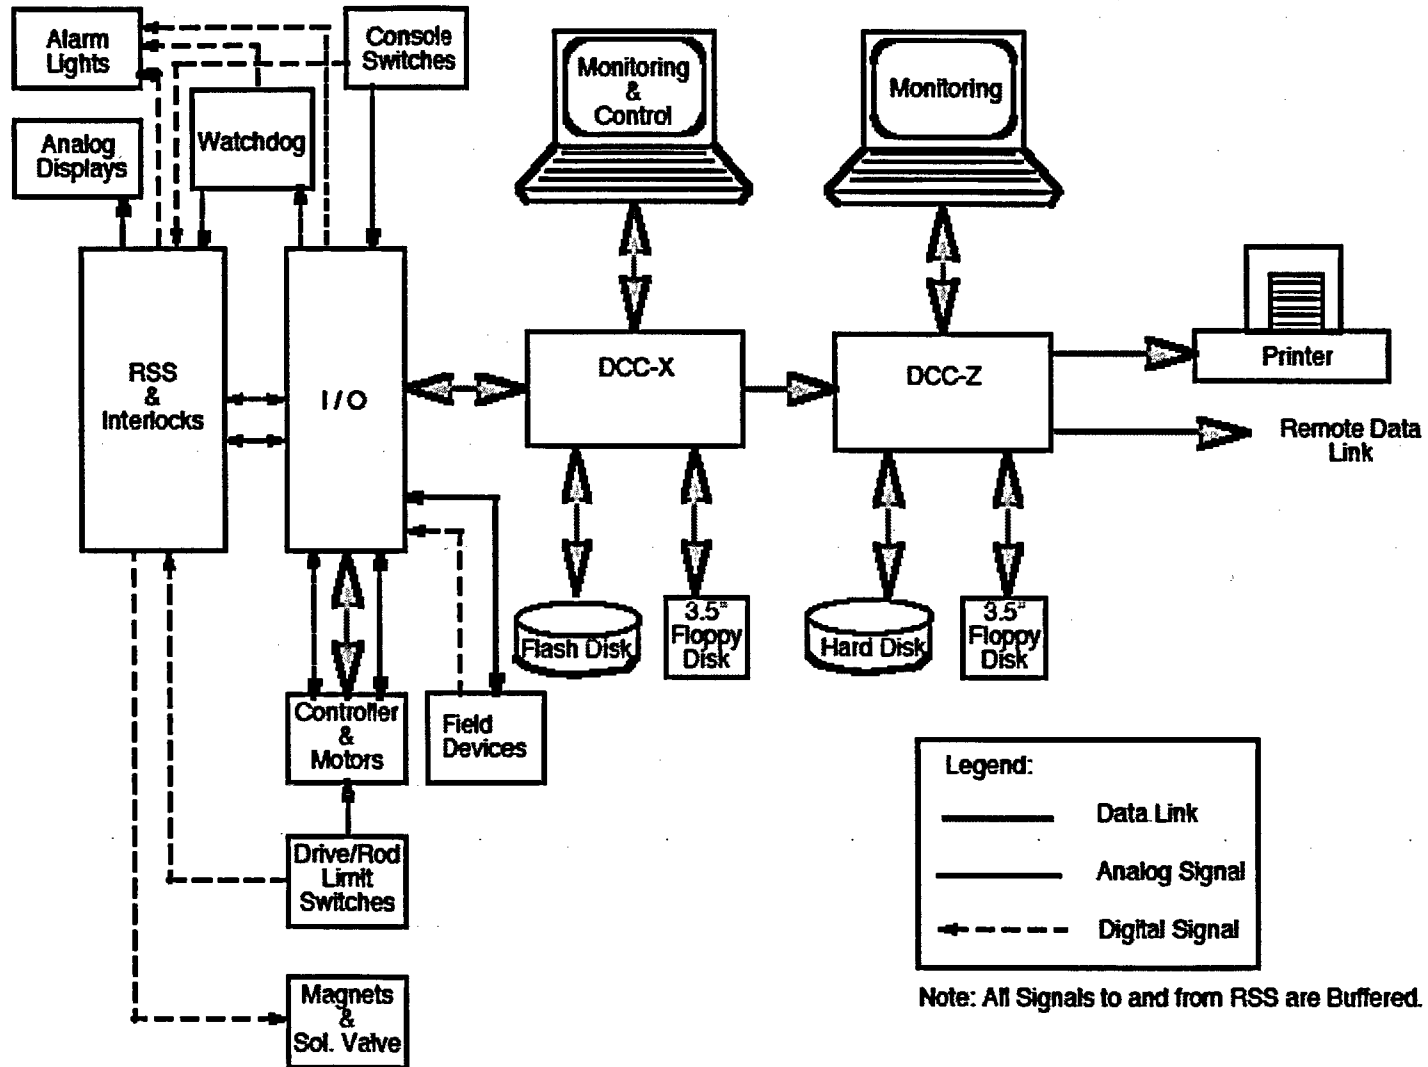 Alarm
Lights
Console
Switches
Monitoring
&
Control
Monitoring
Analog
Displays
Watchdog
RSS
&
Interlocks
I / O
DCC-X
DCC-Z
Printer
Remote Data
Link
Flash Disk
3.5"
Floppy
Disk
Hard Disk
3.5"
Floppy
Disk
Controller
&
Motors
Field
Devices
Drive/Rod
Limit
Switches
Magnets
&
Sol. Valve
Legend:
Data Link
Analog Signal
Digital Signal
Note: All Signals to and from RSS are Buffered.